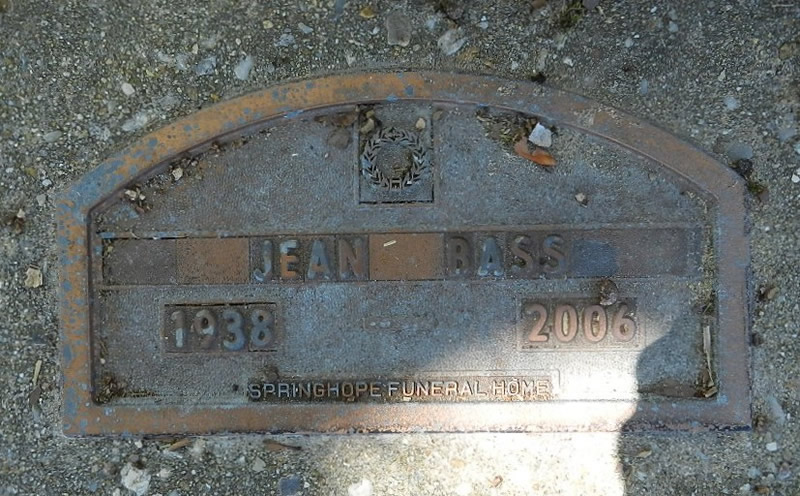 JEAN BASS
1938 2006
SPRINGHOPE FUNERAL HOME